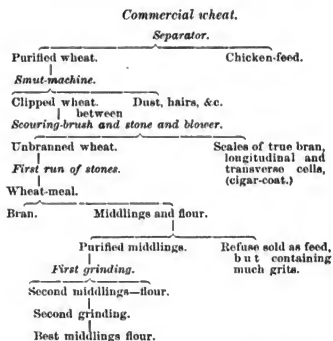 Commercial wheat.
Separator.
Purified wheat. Chicken-feed.
Smut-machine.
Clipped wheat. Dust, hairs, &c.
between
Scouring-brush and stone and blower.
Unbranned wheat. Scales of true bran,
longitudinal and
First run of stones. transverse cells,
(cigar-coat.)
Wheat-meal.
Bran. Middlings and flour.
Purified middlings. Refuse sold as feed,
but containing
First grinding. much grits.
Second middlings—flour.
Second grinding.
Best middlings flour.